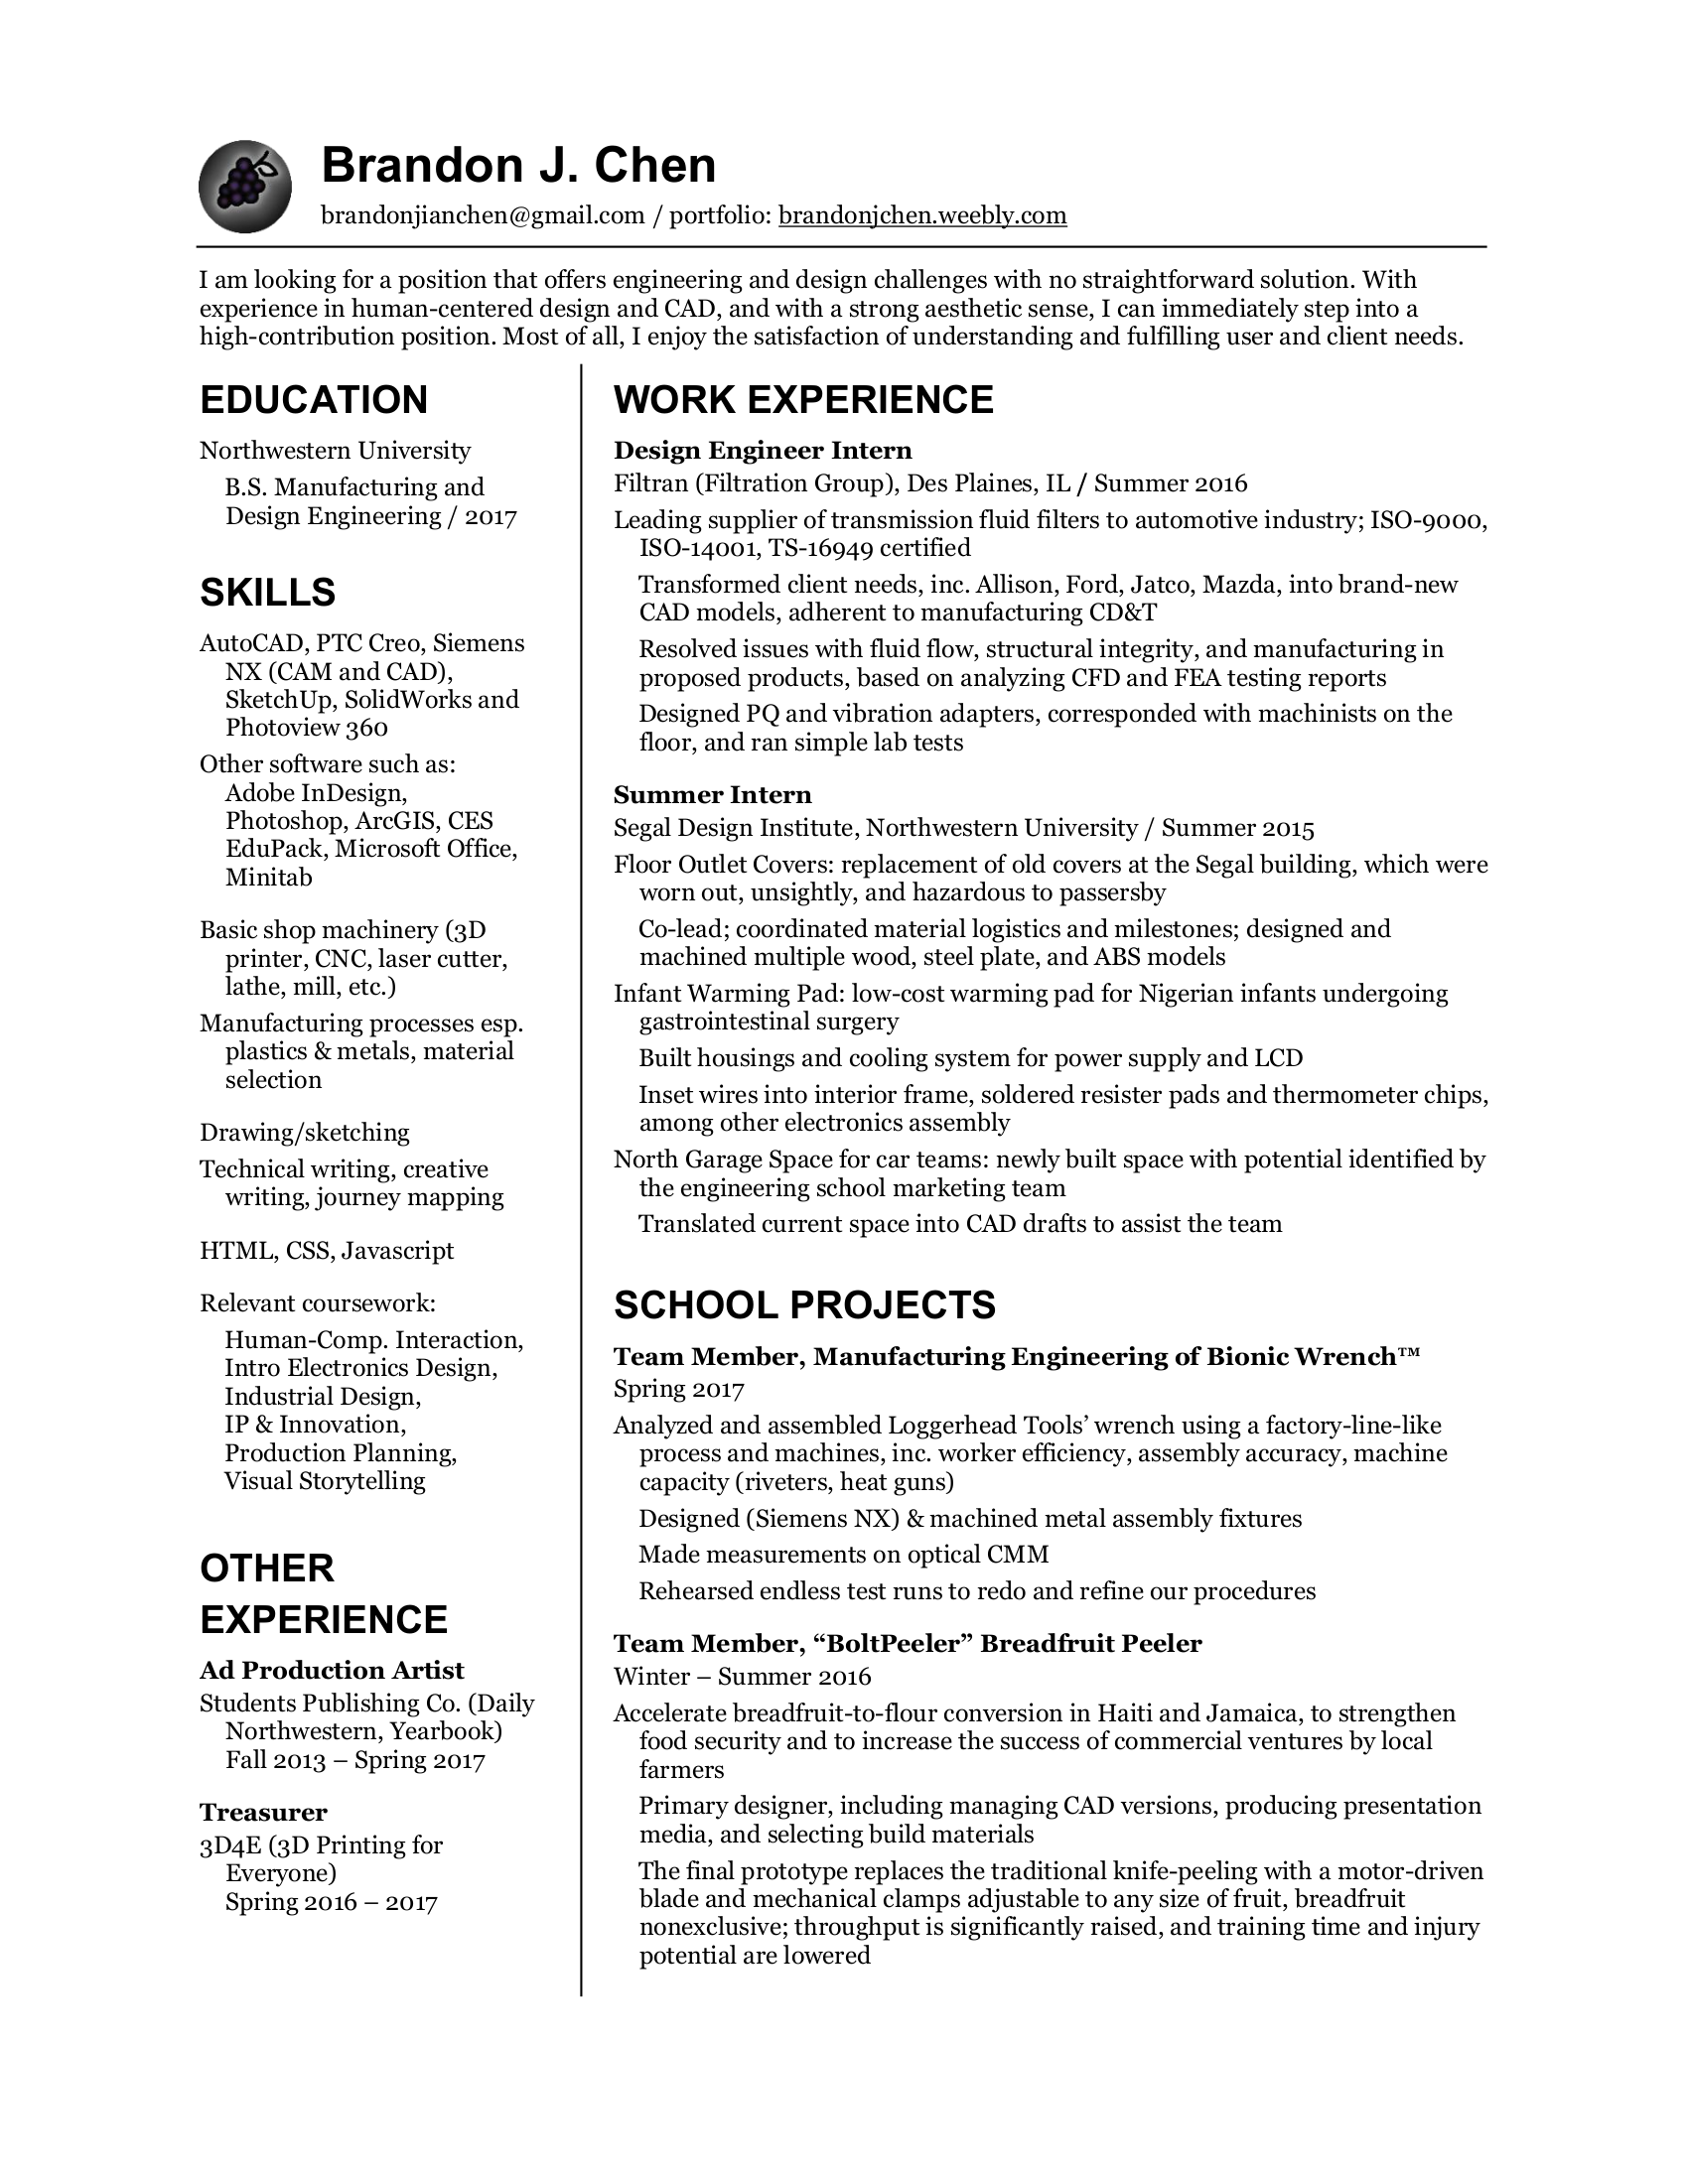 Brandon J. Chen
brandonjianchen@gmail.com / portfolio: brandonjchen.weebly.com
I am looking for a position that offers engineering and design challenges with no straightforward solution. With
experience in human-centered design and CAD, and with a strong aesthetic sense, I can immediately step into a
high-contribution position. Most of all, I enjoy the satisfaction of understanding and fulfilling user and client needs.
EDUCATION
Northwestern University
B.S. Manufacturing and
Design Engineering / 2017
SKILLS
AutoCAD, PTC Creo, Siemens
NX (CAM and CAD),
SketchUp, SolidWorks and
Photoview 360
Other software such as:
Adobe InDesign,
Photoshop, ArcGIS, CES
EduPack, Microsoft Office,
Minitab
Basic shop machinery (3D
printer, CNC, laser cutter,
lathe, mill, etc.)
Manufacturing processes esp.
plastics & metals, material
selection
Drawing/sketching
Technical writing, creative
writing, journey mapping
HTML, CSS, Javascript
Relevant coursework:
Human-Comp. Interaction,
Intro Electronics Design,
Industrial Design,
IP & Innovation,
Production Planning,
Visual Storytelling
OTHER
EXPERIENCE
Ad Production Artist
Students Publishing Co. (Daily
Northwestern, Yearbook)
Fall 2013 – Spring 2017
Treasurer
3D4E (3D Printing for
Everyone)
Spring 2016 – 2017
WORK EXPERIENCE
Design Engineer Intern
Filtran (Filtration Group), Des Plaines, IL / Summer 2016
Leading supplier of transmission fluid filters to automotive industry; ISO-9000,
ISO-14001, TS-16949 certified
Transformed client needs, inc. Allison, Ford, Jatco, Mazda, into brand-new
CAD models, adherent to manufacturing CD&T
Resolved issues with fluid flow, structural integrity, and manufacturing in
proposed products, based on analyzing CFD and FEA testing reports
Designed PQ and vibration adapters, corresponded with machinists on the
floor, and ran simple lab tests
Summer Intern
Segal Design Institute, Northwestern University / Summer 2015
Floor Outlet Covers: replacement of old covers at the Segal building, which were
worn out, unsightly, and hazardous to passersby
Co-lead; coordinated material logistics and milestones; designed and
machined multiple wood, steel plate, and ABS models
Infant Warming Pad: low-cost warming pad for Nigerian infants undergoing
gastrointestinal surgery
Built housings and cooling system for power supply and LCD
Inset wires into interior frame, soldered resister pads and thermometer chips,
among other electronics assembly
North Garage Space for car teams: newly built space with potential identified by
the engineering school marketing team
Translated current space into CAD drafts to assist the team
SCHOOL PROJECTS
Team Member, Manufacturing Engineering of Bionic Wrench™
Spring 2017
Analyzed and assembled Loggerhead Tools’ wrench using a factory-line-like
process and machines, inc. worker efficiency, assembly accuracy, machine
capacity (riveters, heat guns)
Designed (Siemens NX) & machined metal assembly fixtures
Made measurements on optical CMM
Rehearsed endless test runs to redo and refine our procedures
Team Member, “BoltPeeler” Breadfruit Peeler
Winter – Summer 2016
Accelerate breadfruit-to-flour conversion in Haiti and Jamaica, to strengthen
food security and to increase the success of commercial ventures by local
farmers
Primary designer, including managing CAD versions, producing presentation
media, and selecting build materials
The final prototype replaces the traditional knife-peeling with a motor-driven
blade and mechanical clamps adjustable to any size of fruit, breadfruit
nonexclusive; throughput is significantly raised, and training time and injury
potential are lowered